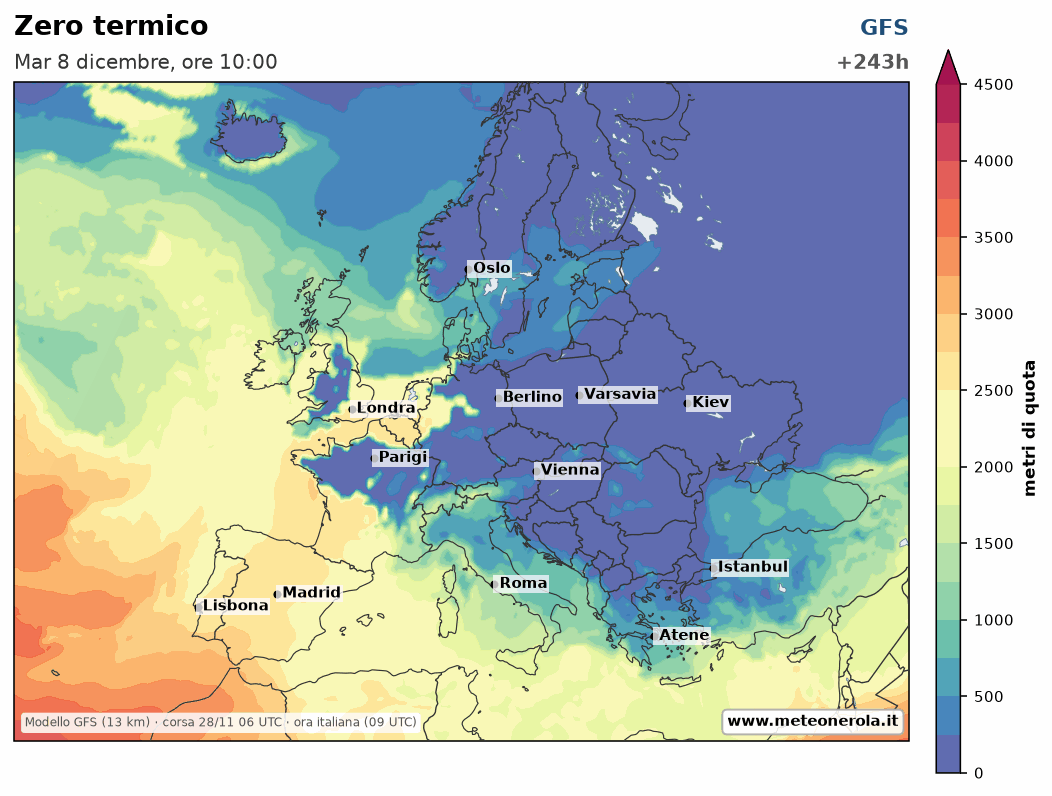 Zero termico
GFS
Mar 8 dicembre, ore 10:00
+243h
4500
4000
3500
3000
2500
2000
1500
1000
500
0
metri di quota
Oslo
Berlino
Varsavia
Kiev
Londra
Parigi
Vienna
Istanbul
Roma
Madrid
Lisbona
Atene
Modello GFS (13 km) · corsa 28/11 06 UTC · ora italiana (09 UTC)
www.meteonerola.it